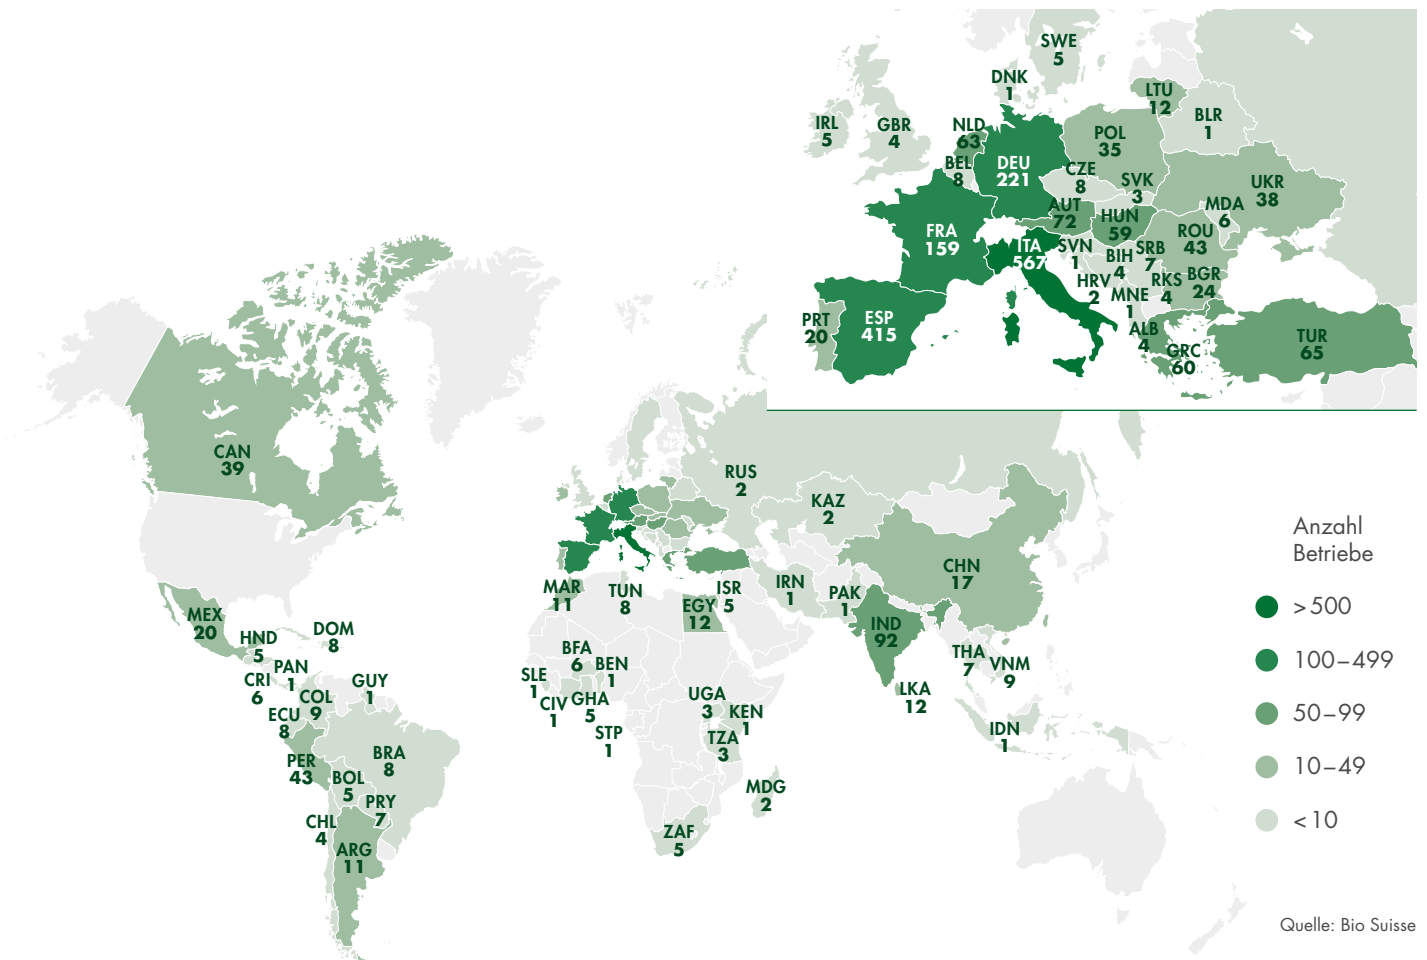 SWE
5
DNK
1
LTU
12
BLR
1
IRL
5
GBR
4
NLD
63
BEL
8
DEU
221
POL
35
CZE
8
SVK
3
UKR
38
MDA
6
AUT
72
HUN
59
ROU
43
FRA
159
ITA
567
SVN
1
BIH
4
SRB
7
HRV
2
MNE
1
RKS
4
BGR
24
PRT
20
ESP
415
ALB
4
GRC
60
TUR
65
CAN
39
RUS
2
KAZ
2
CHN
17
MAR
11
TUN
8
EGY
12
ISR
5
IRN
1
PAK
1
IND
92
MEX
20
HND
5
DOM
8
PAN
1
CRI
6
COL
9
GUY
1
ECU
8
PER
43
BRA
8
BOL
5
PRY
7
CHL
4
ARG
11
BFA
6
BEN
1
SLE
1
CIV
1
GHA
5
STP
1
UGA
3
KEN
1
TZA
3
MDG
2
ZAF
5
THA
7
VNM
9
LKA
12
IDN
1
Anzahl
Betriebe
> 500
100–499
50–99
10–49
< 10
Quelle: Bio Suisse